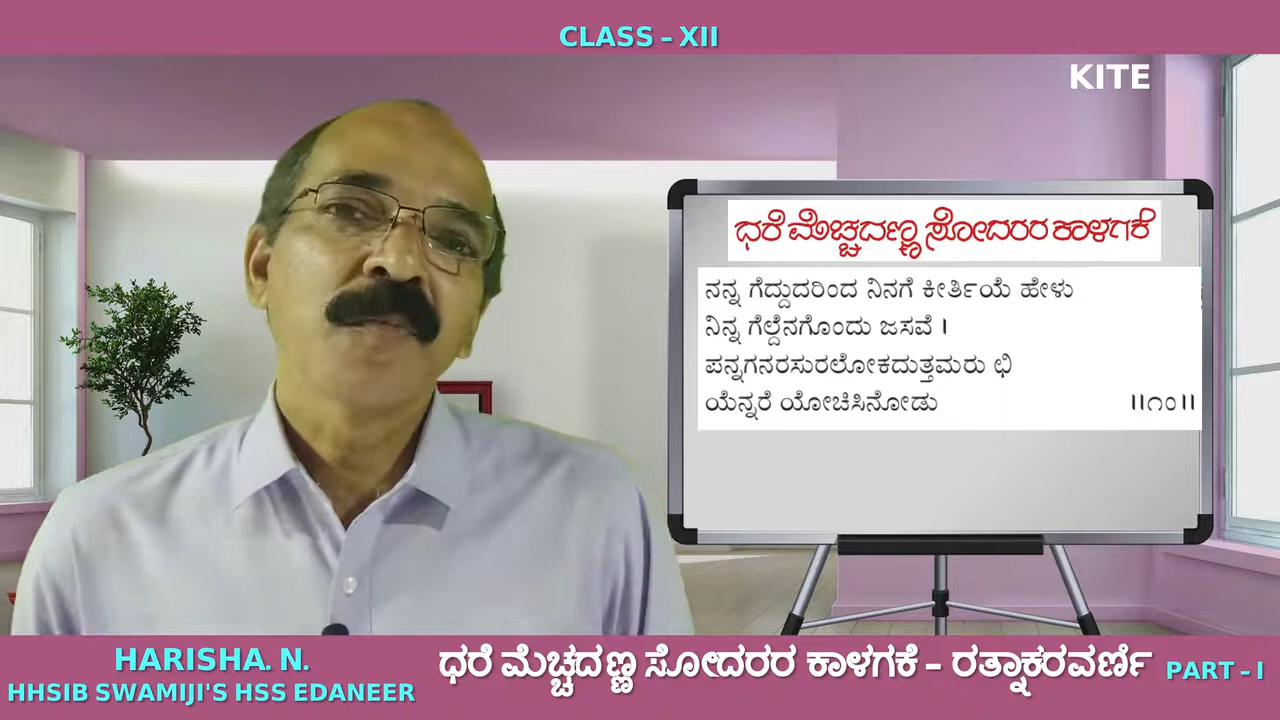 CLASS – XII
KITE
ಧರೆ ಮೆಚ್ಚದಣ್ಣ ಸೋದರರ ಕಾಳಗಕೆ
ನನ್ನ ಗೆದ್ದುದರಿಂದ ನಿನಗೆ ಕೀರ್ತಿಯೆ ಹೇಳು
ನಿನ್ನ ಗೆಲ್ದೆನಗೊಂದು ಜಸವೆ ।
ಪನ್ನಗನರಸುರಲೋಕದುತ್ತಮರು ಛಿ
ಯೆನ್ನರೆ ಯೋಚಿಸಿನೋಡು ॥೧೦॥
HARISHA. N.
HHSIB SWAMIJI'S HSS EDANEER
ಧರೆ ಮೆಚ್ಚದಣ್ಣ ಸೋದರರ ಕಾಳಗಕೆ – ರತ್ನಾಕರವರ್ಣಿ PART – I